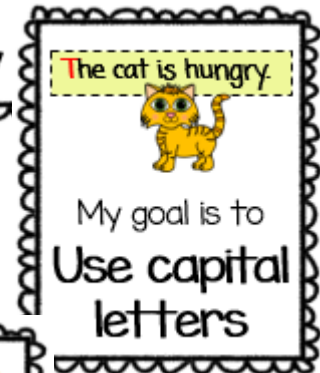 The cat is hungry.
My goal is to
Use capital
letters